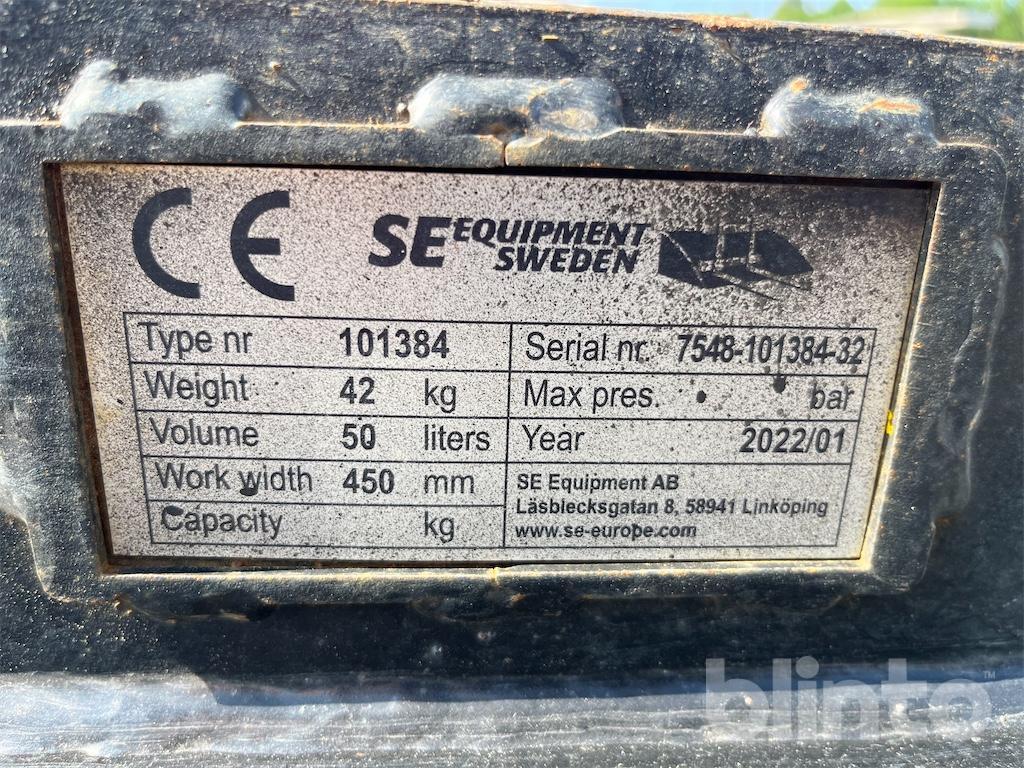 CE SE EQUIPMENT SWEDEN
Type nr 101384 Serial nr. 7548-101384-32
Weight 42 kg Max pres. bar
Volume 50 liters Year 2022/01
Work width 450 mm SE Equipment AB
Läsblecksgatan 8, 58941 Linköping
Capacity kg www.se-europe.com
blinto™